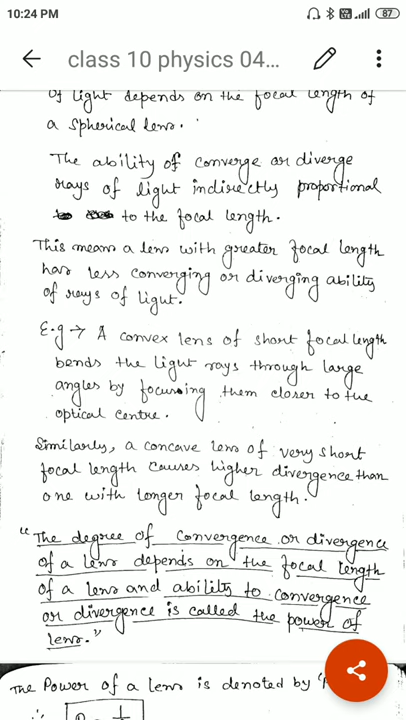 10:24 PM
87
class 10 physics 04...
of light depends on the focal length of
a spherical lens.
The ability of converge or diverge
rays of light indirectly proportional
to the focal length.
This means a lens with greater focal length
has less converging or diverging ability
of rays of light.
E.g → A convex lens of short focal length
bends the light rays through large
angles by focusing them closer to the
optical centre.
Similarly, a concave lens of very short
focal length causes higher divergence than
one with longer focal length.
"The degree of convergence or divergence
of a lens depends on the focal length
of a lens and ability to convergence
or divergence is called the power of
lens."
The Power of a lens is denoted by